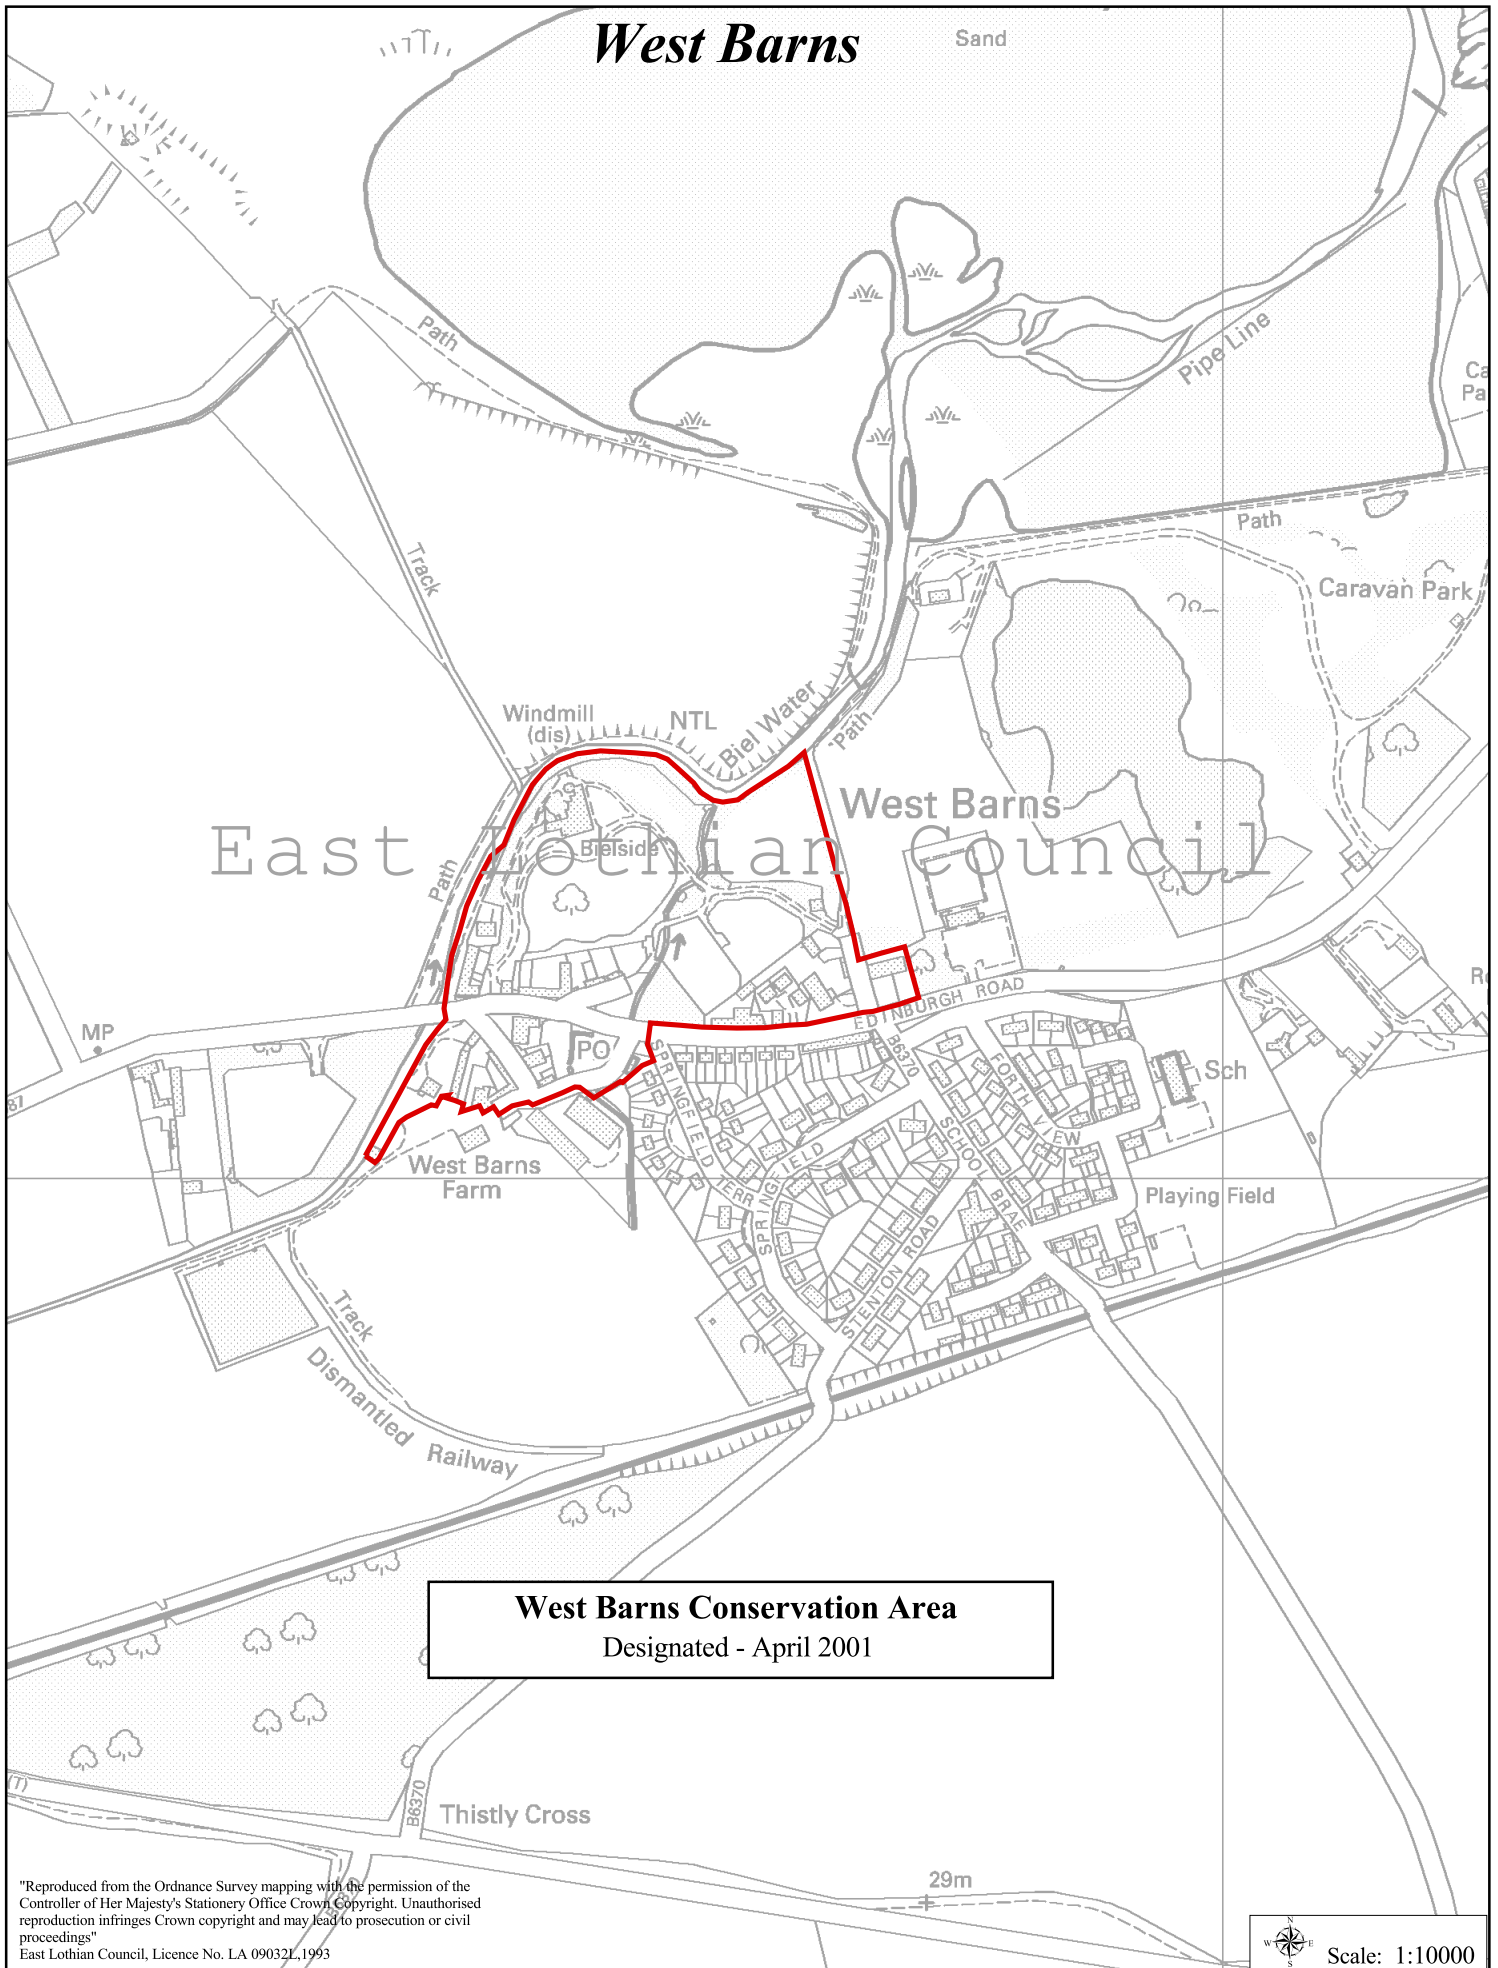 West Barns
Sand
Path
Pipe Line
Ca
Pa
Path
Track
Caravan Park
Windmill
(dis)
NTL
Biel Water
Path
West Barns
East Lothian Council
Bielside
Path
MP
EDINBURGH ROAD
PO
B6370
Sch
FORTH VIEW
SPRINGFIELD TERR
SPRINGFIELD
SCHOOL BRAE
87
West Barns
Farm
Playing Field
STENTON ROAD
Track
Dismantled Railway
West Barns Conservation Area
Designated - April 2001
(T)
B6370
Thistly Cross
29m
B6370
"Reproduced from the Ordnance Survey mapping with the permission of the
Controller of Her Majesty's Stationery Office Crown Copyright. Unauthorised
reproduction infringes Crown copyright and may lead to prosecution or civil
proceedings"
East Lothian Council, Licence No. LA 09032L,1993
N
W E
S
Scale: 1:10000